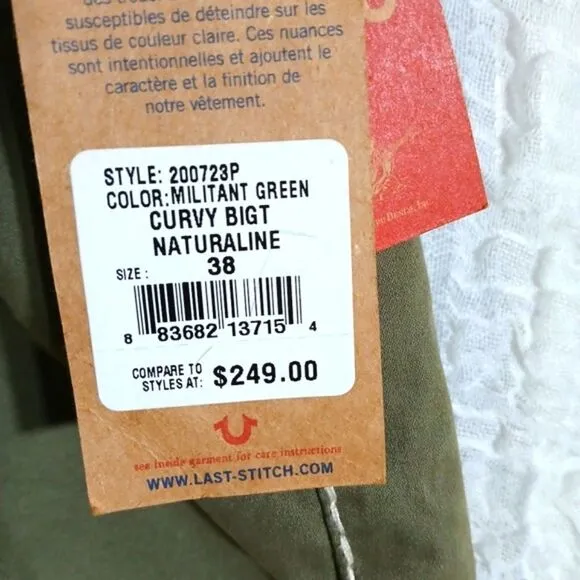 susceptibles de déteindre sur les
tissus de couleur claire. Ces nuances
sont intentionnelles et ajoutent le
caractère et la finition de
notre vêtement.
STYLE: 200723P
COLOR:MILITANT GREEN
CURVY BIGT
NATURALINE
SIZE: 38
8 83682 13715 4
COMPARE TO
STYLES AT: $249.00
see inside garment for care instructions
WWW.LAST-STITCH.COM